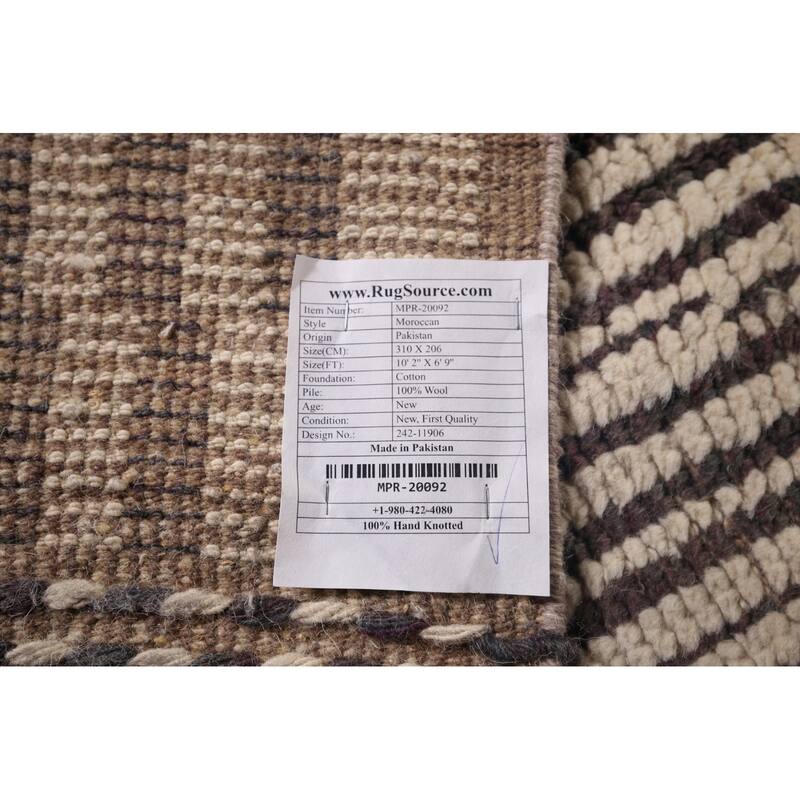 www.RugSource.com
Item Number: MPR-20092
Style Moroccan
Origin Pakistan
Size(CM): 310 X 206
Size(FT): 10' 2" X 6' 9"
Foundation: Cotton
Pile: 100% Wool
Age: New
Condition: New, First Quality
Design No.: 242-11906
Made in Pakistan
MPR-20092
+1-980-422-4080
100% Hand Knotted